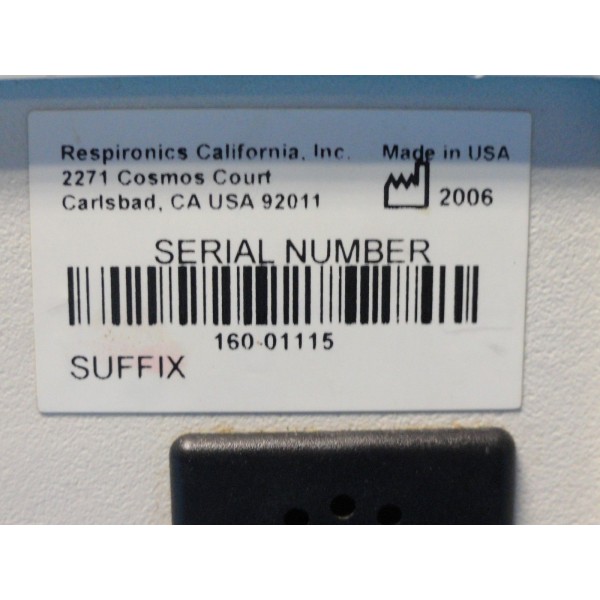 Respironics California, Inc.
2271 Cosmos Court
Carlsbad, CA USA 92011
Made in USA
2006
SERIAL NUMBER
160-01115
SUFFIX